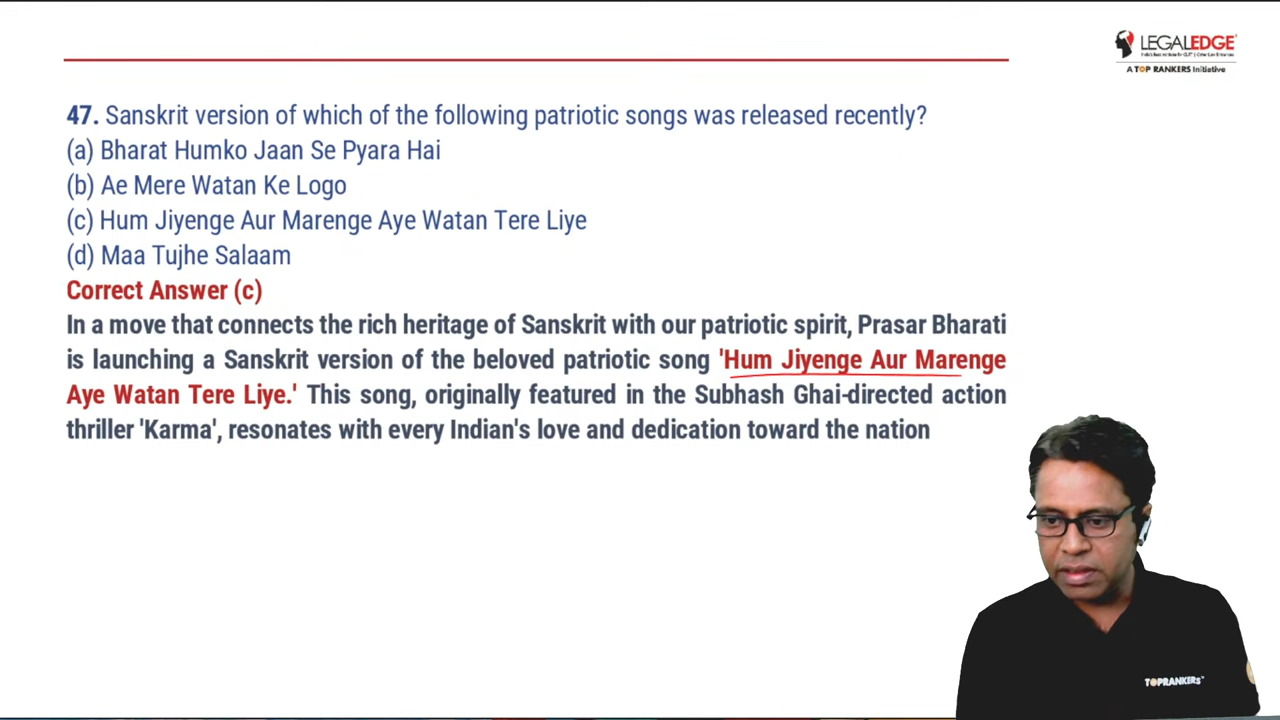 LEGALEDGE
A TOP RANKERS Initiative
47. Sanskrit version of which of the following patriotic songs was released recently?
(a) Bharat Humko Jaan Se Pyara Hai
(b) Ae Mere Watan Ke Logo
(c) Hum Jiyenge Aur Marenge Aye Watan Tere Liye
(d) Maa Tujhe Salaam
Correct Answer (c)
In a move that connects the rich heritage of Sanskrit with our patriotic spirit, Prasar Bharati
is launching a Sanskrit version of the beloved patriotic song 'Hum Jiyenge Aur Marenge
Aye Watan Tere Liye.' This song, originally featured in the Subhash Ghai-directed action
thriller 'Karma', resonates with every Indian's love and dedication toward the nation
TOPRANKERS